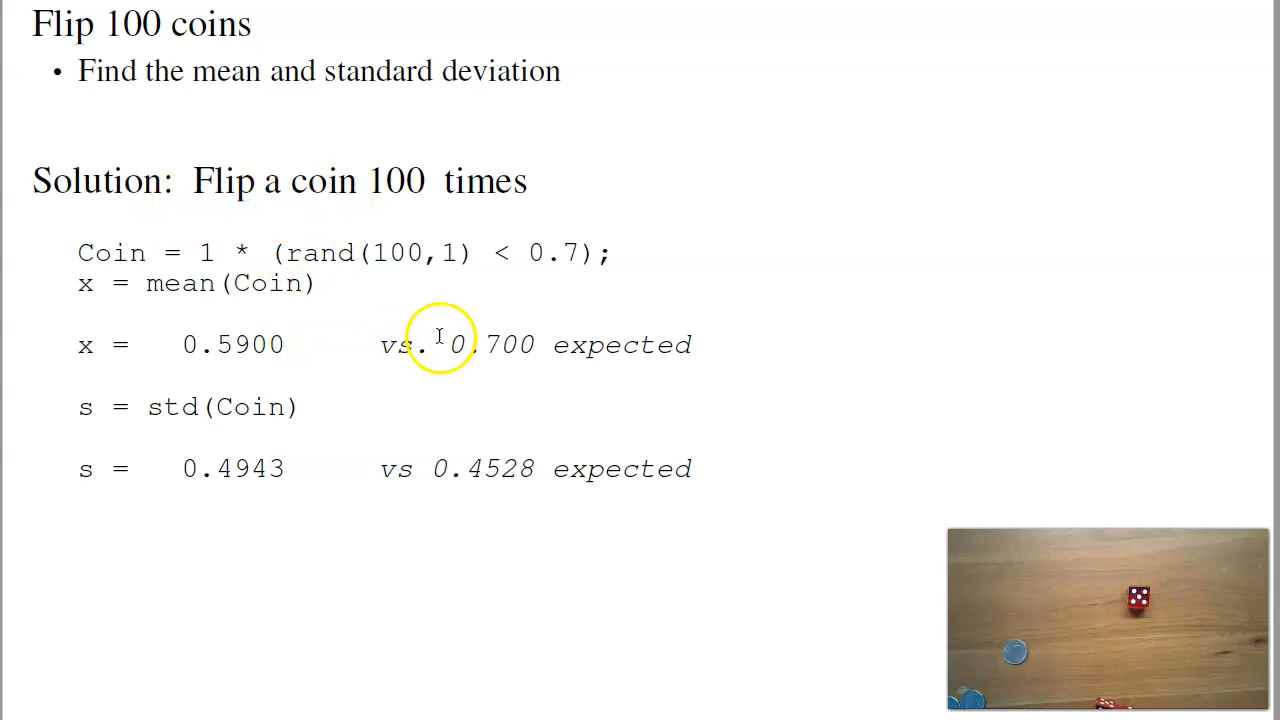 Flip 100 coins
• Find the mean and standard deviation
Solution: Flip a coin 100 times
Coin = 1 * (rand(100,1) < 0.7);
x = mean(Coin)
x = 0.5900 vs. 0.700 expected
s = std(Coin)
s = 0.4943 vs 0.4528 expected